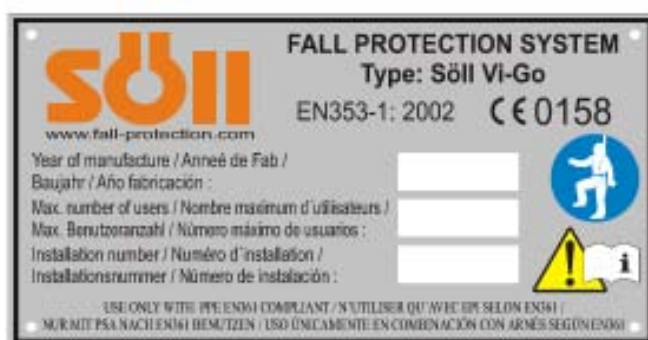 söll
FALL PROTECTION SYSTEM
Type: Söll Vi-Go
EN353-1: 2002 CE 0158
www.fall-protection.com
Year of manufacture / Anneé de Fab /
Baujahr / Año fabricación :
Max. number of users / Nombre maximum d´utilisateurs /
Max. Benutzeranzahl / Número máximo de usuarios :
Installation number / Numéro d´installation /
Installationsnummer / Número de instalación :
i
USE ONLY WITH PPE EN361 COMPLIANT / N'UTILISER QU'AVEC EPI SELON EN361 /
NUR MIT PSA NACH EN361 BENUTZEN / USO ÚNICAMENTE EN COMBINACIÓN CON ARNÉS SEGÚN EN361